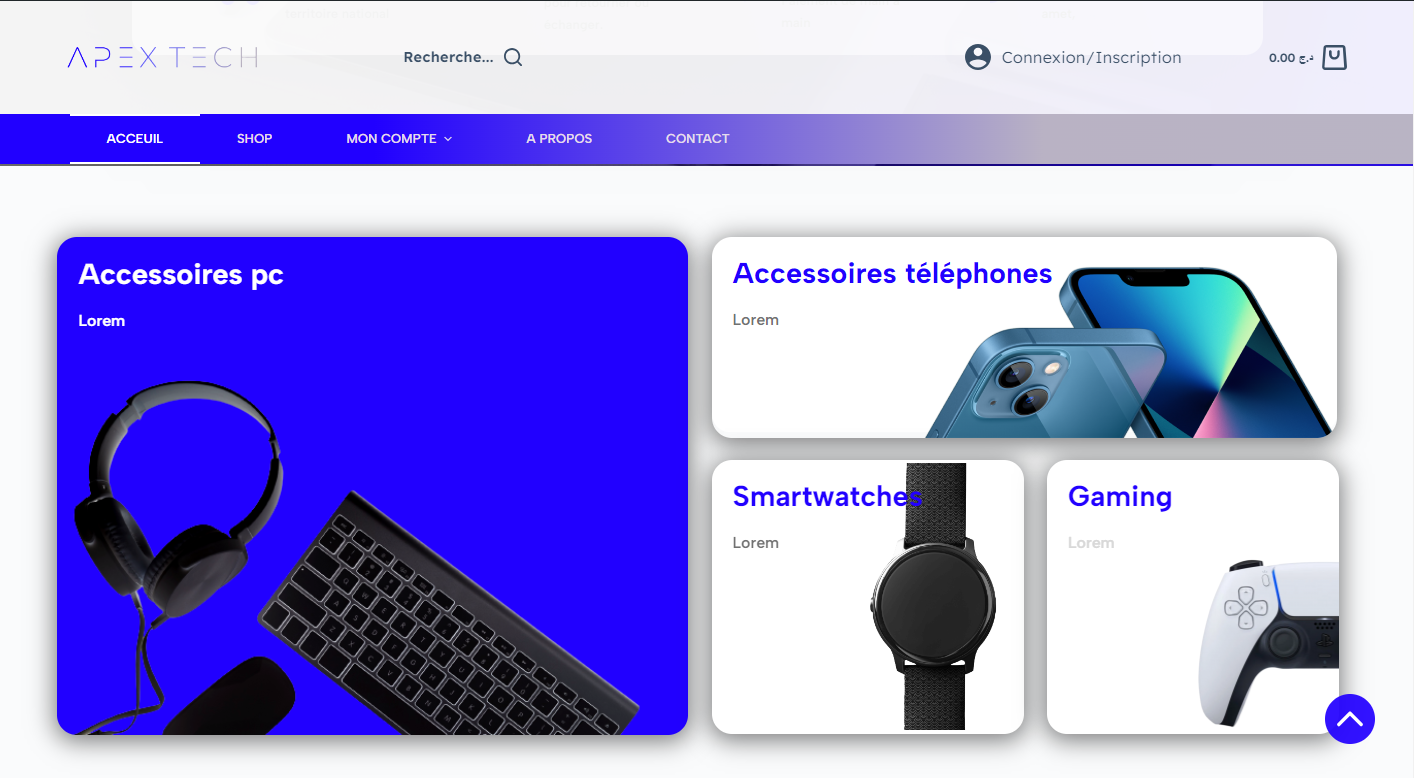 APEX TECH
Recherche...
Connexion/Inscription
0.00 د.ج
ACCEUIL
SHOP
MON COMPTE
A PROPOS
CONTACT
Accessoires pc
Lorem
Accessoires téléphones
Lorem
Smartwatches
Lorem
Gaming
Lorem